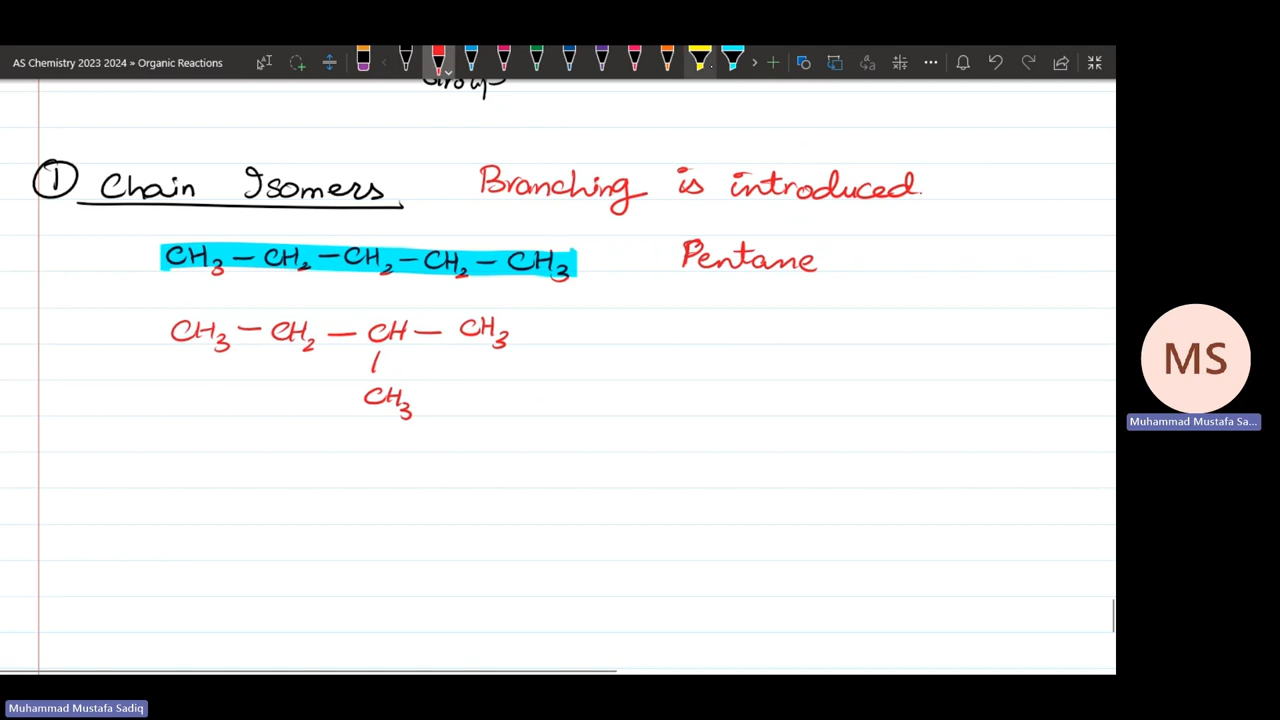 AS Chemistry 2023 2024 » Organic Reactions
Group
① Chain Isomers Branching is introduced.
CH3 — CH2 — CH2 — CH2 — CH3 Pentane
CH3 — CH2 — CH — CH3
CH3
MS
Muhammad Mustafa Sa...
Muhammad Mustafa Sadiq